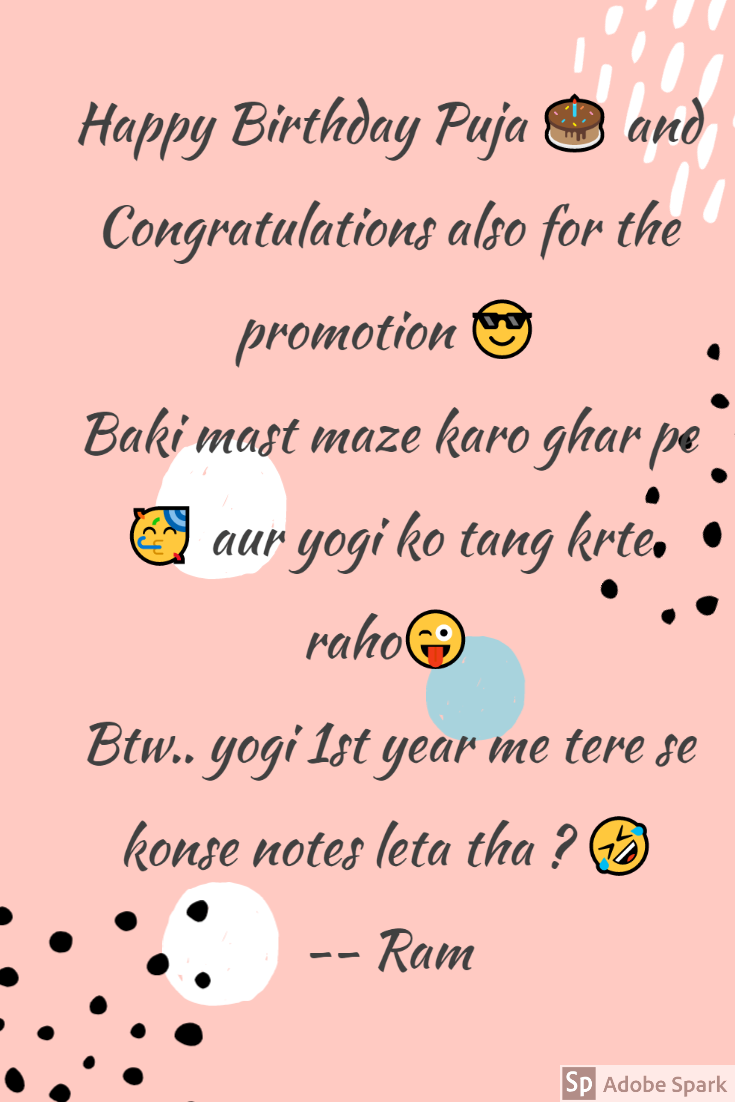 Happy Birthday Puja 🎂 and
Congratulations also for the
promotion 😎
Baki mast maze karo ghar pe
🥳 aur yogi ko tang krte
raho😜
Btw.. yogi 1st year me tere se
konse notes leta tha ? 🤣
-- Ram
Sp Adobe Spark